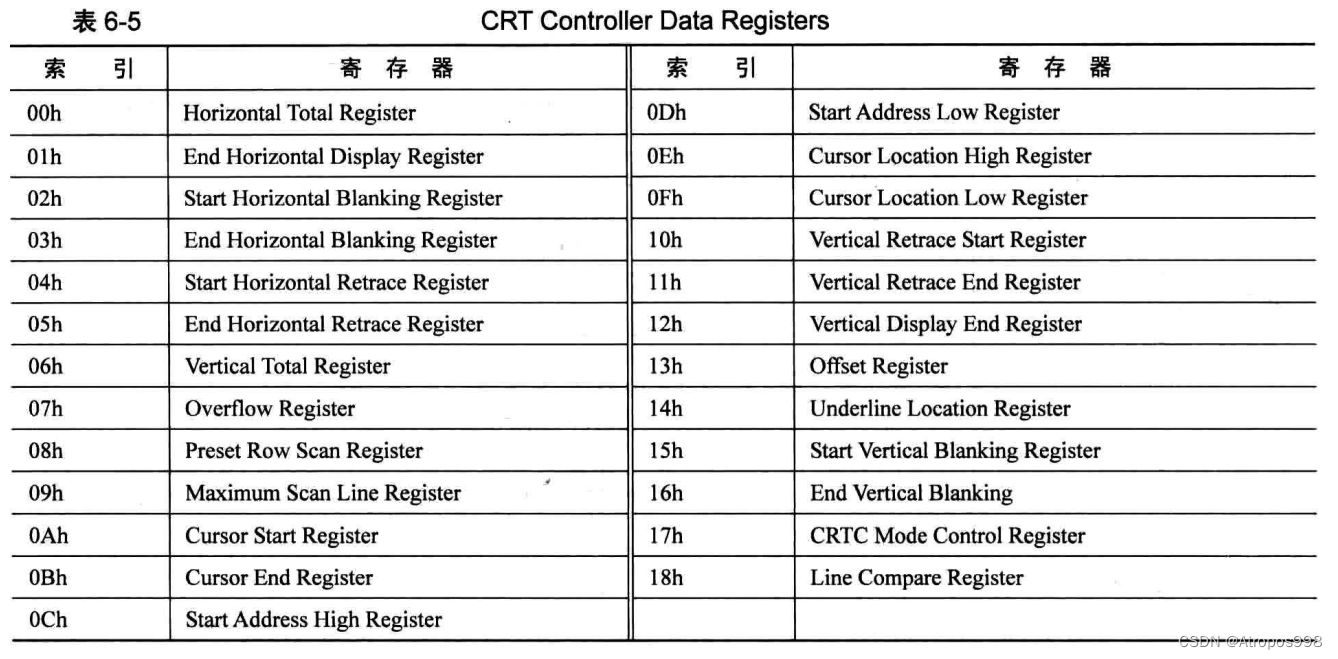 表 6-5 CRT Controller Data Registers
索 引 寄 存 器 索 引 寄 存 器
00h Horizontal Total Register 0Dh Start Address Low Register
01h End Horizontal Display Register 0Eh Cursor Location High Register
02h Start Horizontal Blanking Register 0Fh Cursor Location Low Register
03h End Horizontal Blanking Register 10h Vertical Retrace Start Register
04h Start Horizontal Retrace Register 11h Vertical Retrace End Register
05h End Horizontal Retrace Register 12h Vertical Display End Register
06h Vertical Total Register 13h Offset Register
07h Overflow Register 14h Underline Location Register
08h Preset Row Scan Register 15h Start Vertical Blanking Register
09h Maximum Scan Line Register 16h End Vertical Blanking
0Ah Cursor Start Register 17h CRTC Mode Control Register
0Bh Cursor End Register 18h Line Compare Register
0Ch Start Address High Register
CSDN @Atropos998